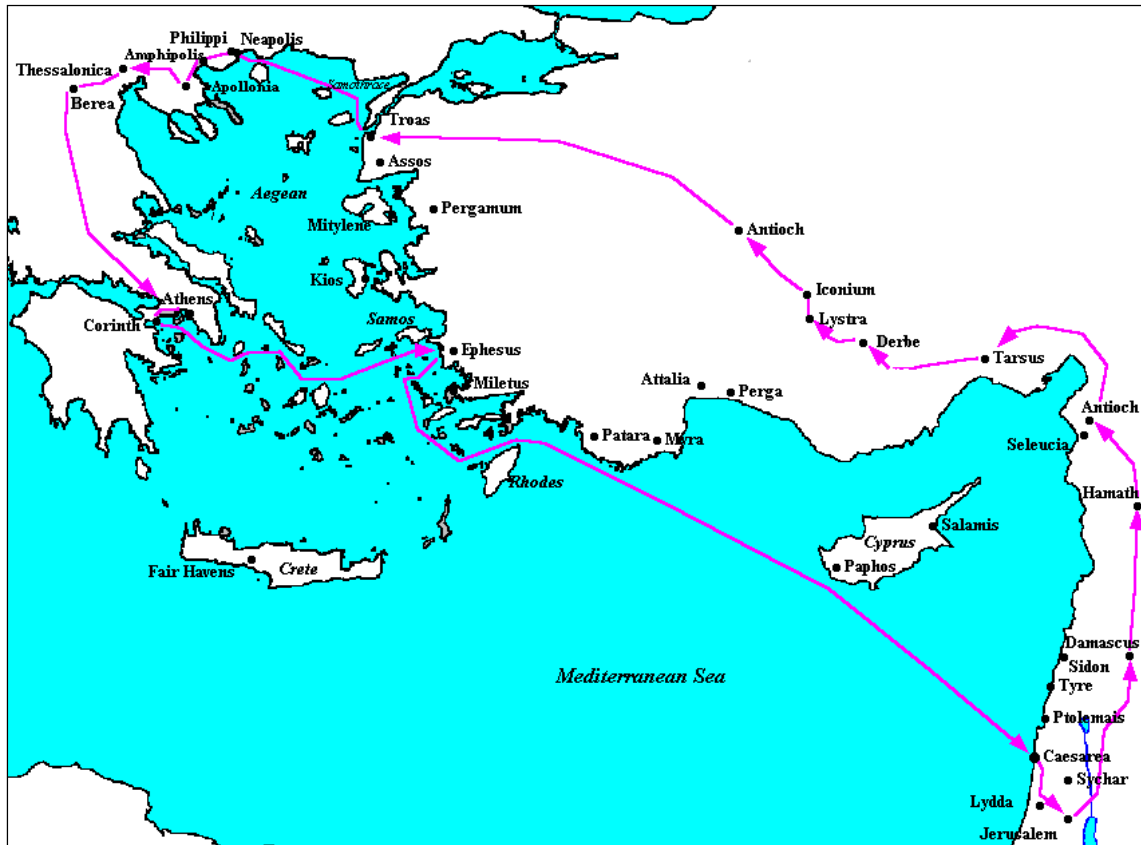 Philippi
Neapolis
Amphipolis
Thessalonica
Apollonia
Berea
Samothrace
Troas
Assos
Aegean
Pergamum
Mitylene
Antioch
Kios
Iconium
Athens
Samos
Lystra
Corinth
Derbe
Ephesus
Tarsus
Miletus
Attalia
Perga
Antioch
Patara
Myra
Seleucia
Rhodes
Hamath
Salamis
Cyprus
Fair Havens
Crete
Paphos
Damascus
Sidon
Mediterranean Sea
Tyre
Ptolemais
Caesarea
Sychar
Lydda
Jerusalem